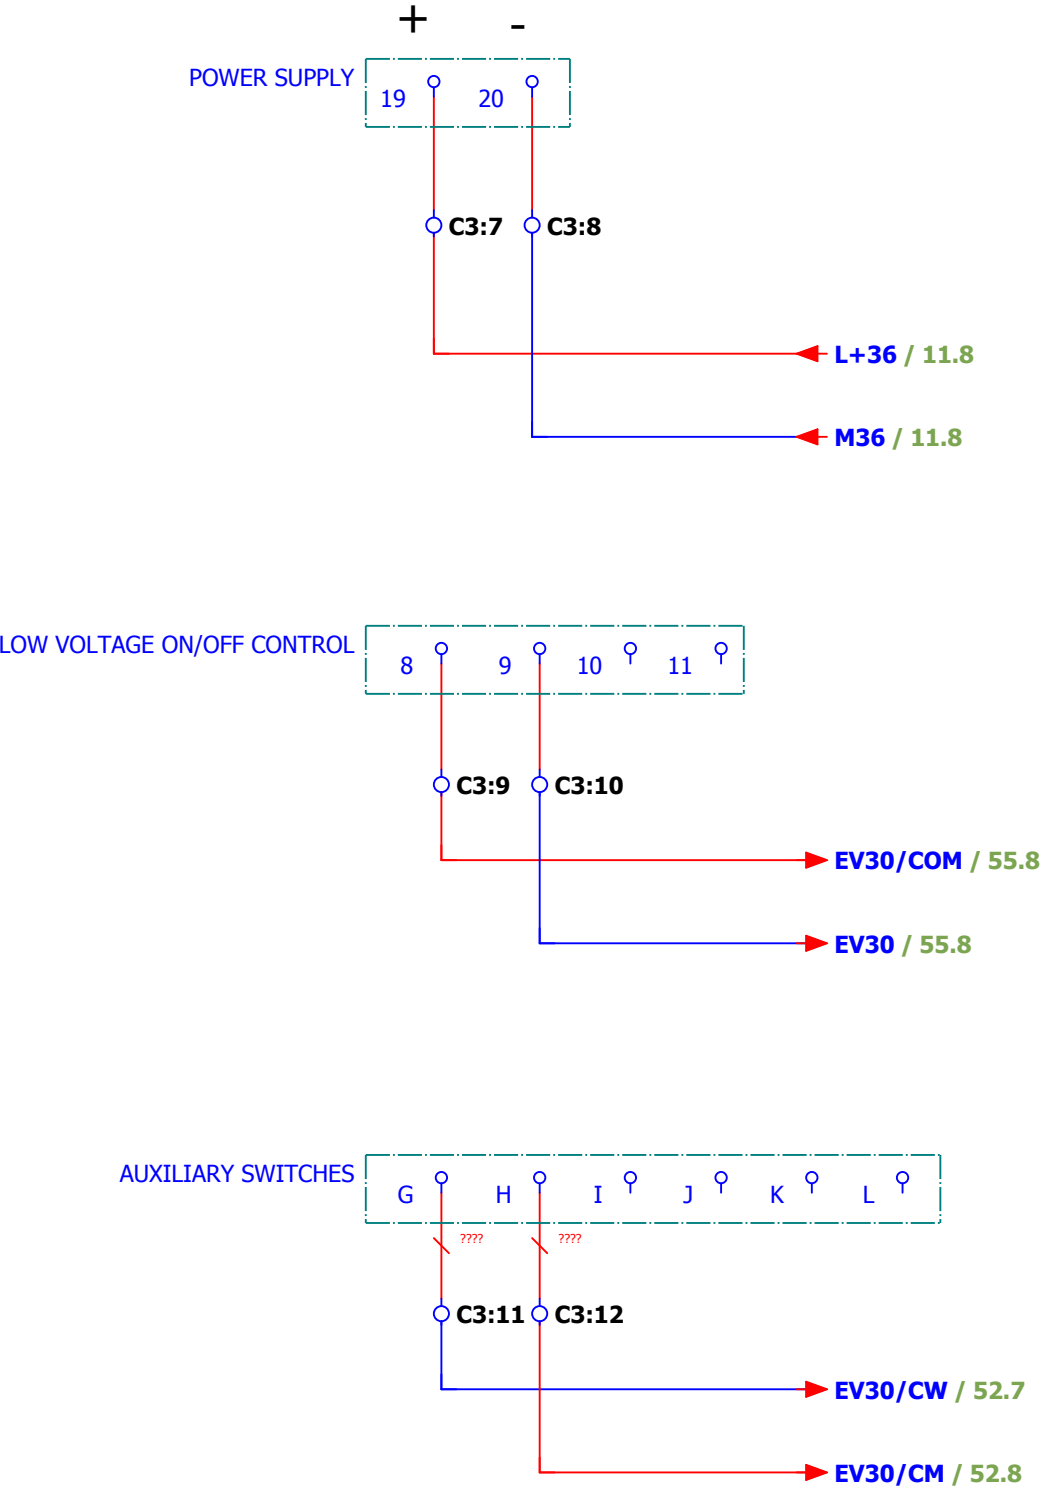 + -
POWER SUPPLY
19 20
C3:7 C3:8
L+36 / 11.8
M36 / 11.8
LOW VOLTAGE ON/OFF CONTROL
8 9 10 11
C3:9 C3:10
EV30/COM / 55.8
EV30 / 55.8
AUXILIARY SWITCHES
G H I J K L
???? ????
C3:11 C3:12
EV30/CW / 52.7
EV30/CM / 52.8